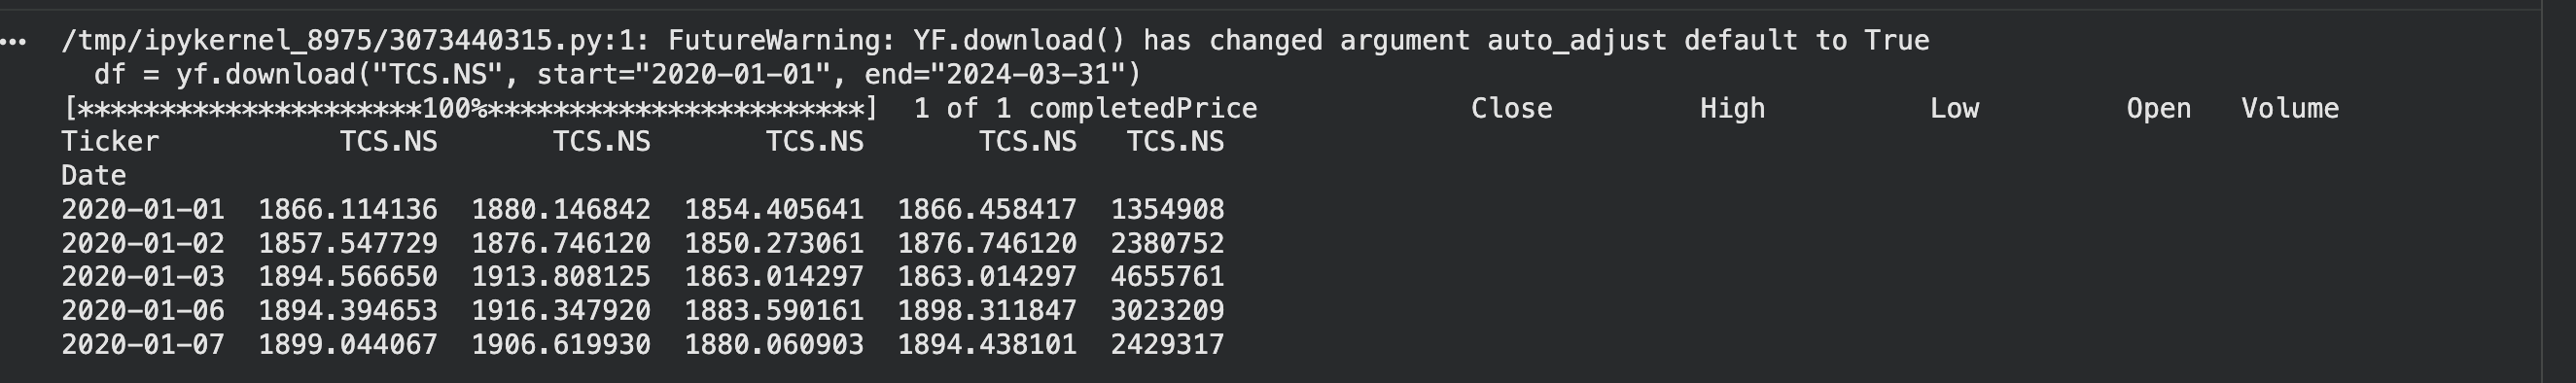 /tmp/ipykernel_8975/3073440315.py:1: FutureWarning: YF.download() has changed argument auto_adjust default to True
  df = yf.download("TCS.NS", start="2020-01-01", end="2024-03-31")
[*********************100%***********************]  1 of 1 completedPrice             Close         High          Low         Open   Volume
Ticker           TCS.NS       TCS.NS       TCS.NS       TCS.NS   TCS.NS
Date
2020-01-01  1866.114136  1880.146842  1854.405641  1866.458417  1354908
2020-01-02  1857.547729  1876.746120  1850.273061  1876.746120  2380752
2020-01-03  1894.566650  1913.808125  1863.014297  1863.014297  4655761
2020-01-06  1894.394653  1916.347920  1883.590161  1898.311847  3023209
2020-01-07  1899.044067  1906.619930  1880.060903  1894.438101  2429317